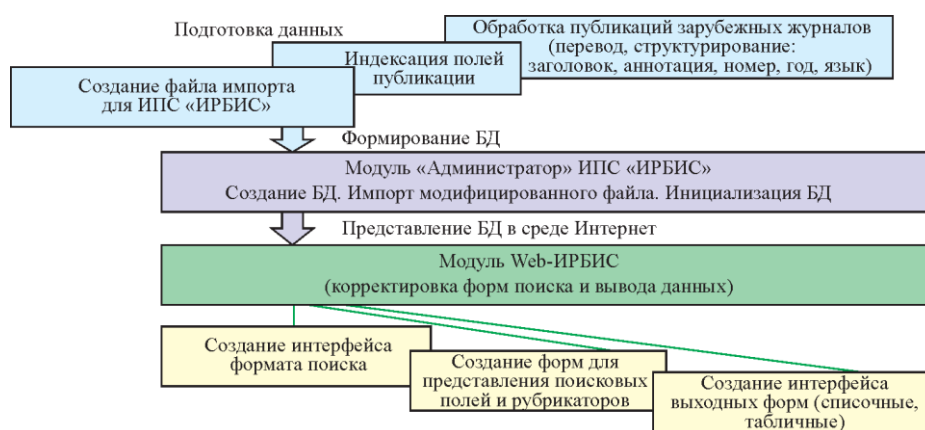 Подготовка данных
Обработка публикаций зарубежных журналов
(перевод, структурирование:
заголовок, аннотация, номер, год, язык)
Индексация полей
публикации
Создание файла импорта
для ИПС «ИРБИС»
Формирование БД
Модуль «Администратор» ИПС «ИРБИС»
Создание БД. Импорт модифицированного файла. Инициализация БД
Представление БД в среде Интернет
Модуль Web-ИРБИС
(корректировка форм поиска и вывода данных)
Создание интерфейса
формата поиска
Создание форм для
представления поисковых
полей и рубрикаторов
Создание интерфейса
выходных форм (списочные,
табличные)